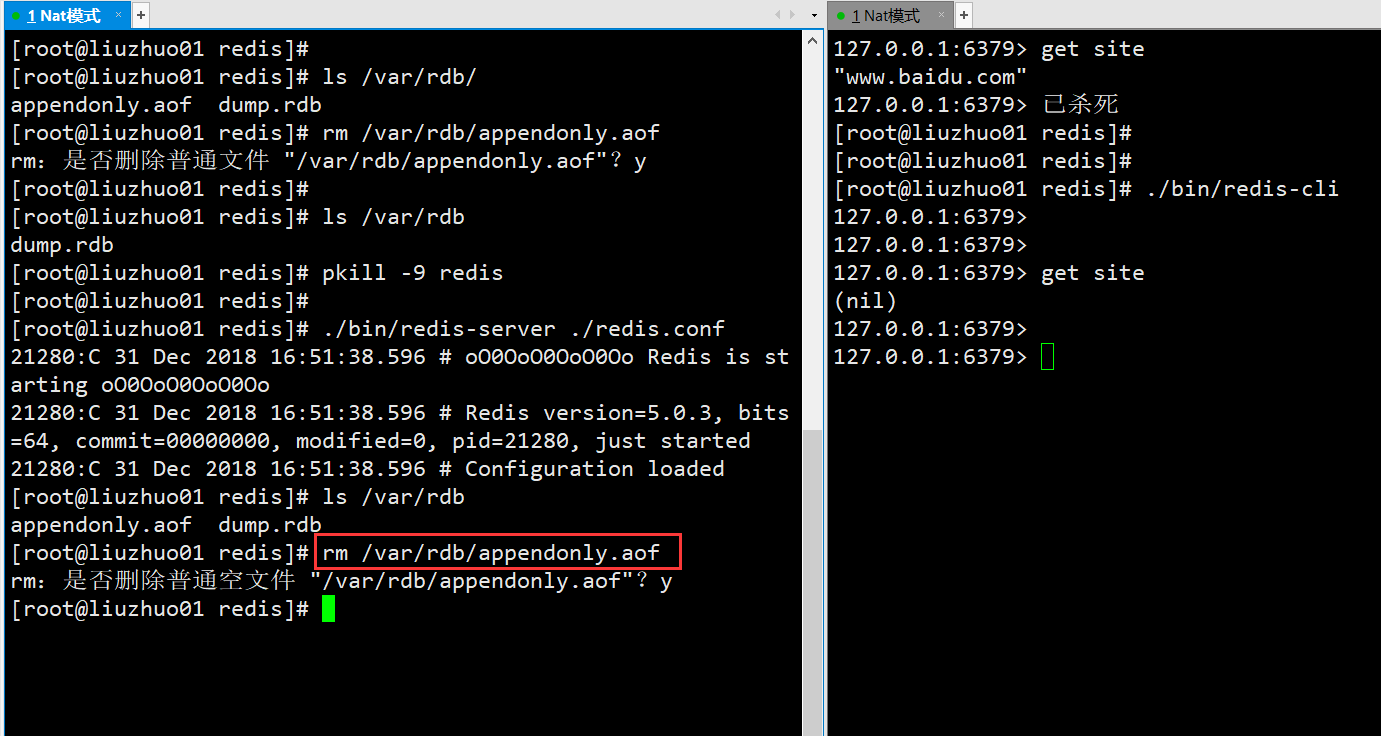 1 Nat模式 × +
[root@liuzhuo01 redis]#
[root@liuzhuo01 redis]# ls /var/rdb/
appendonly.aof  dump.rdb
[root@liuzhuo01 redis]# rm /var/rdb/appendonly.aof
rm：是否删除普通文件 "/var/rdb/appendonly.aof"？y
[root@liuzhuo01 redis]#
[root@liuzhuo01 redis]# ls /var/rdb
dump.rdb
[root@liuzhuo01 redis]# pkill -9 redis
[root@liuzhuo01 redis]#
[root@liuzhuo01 redis]# ./bin/redis-server ./redis.conf
21280:C 31 Dec 2018 16:51:38.596 # oO0OoO0OoO0Oo Redis is st
arting oO0OoO0OoO0Oo
21280:C 31 Dec 2018 16:51:38.596 # Redis version=5.0.3, bits
=64, commit=00000000, modified=0, pid=21280, just started
21280:C 31 Dec 2018 16:51:38.596 # Configuration loaded
[root@liuzhuo01 redis]# ls /var/rdb
appendonly.aof  dump.rdb
[root@liuzhuo01 redis]# rm /var/rdb/appendonly.aof
rm：是否删除普通空文件 "/var/rdb/appendonly.aof"？y
[root@liuzhuo01 redis]#
1 Nat模式 × +
127.0.0.1:6379> get site
"www.baidu.com"
127.0.0.1:6379> 已杀死
[root@liuzhuo01 redis]#
[root@liuzhuo01 redis]#
[root@liuzhuo01 redis]# ./bin/redis-cli
127.0.0.1:6379>
127.0.0.1:6379>
127.0.0.1:6379> get site
(nil)
127.0.0.1:6379>
127.0.0.1:6379>